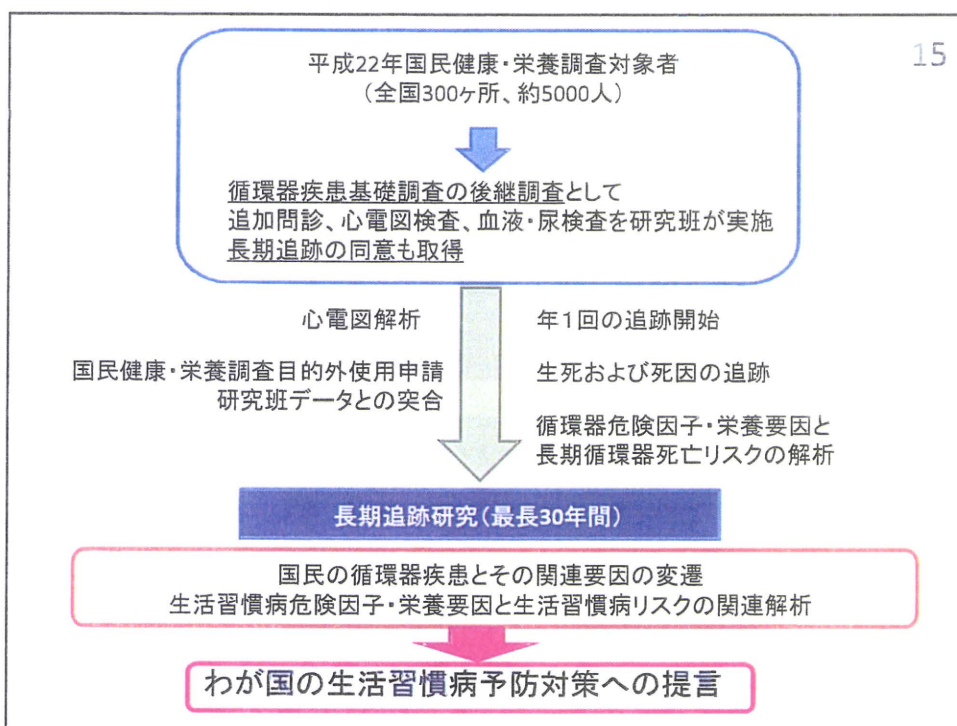 15
平成22年国民健康・栄養調査対象者
(全国300ヶ所、約5000人)
循環器疾患基礎調査の後継調査として
追加問診、心電図検査、血液・尿検査を研究班が実施
長期追跡の同意も取得
心電図解析
国民健康・栄養調査目的外使用申請
研究班データとの突合
年1回の追跡開始
生死および死因の追跡
循環器危険因子・栄養要因と
長期循環器死亡リスクの解析
長期追跡研究(最長30年間)
国民の循環器疾患とその関連要因の変遷
生活習慣病危険因子・栄養要因と生活習慣病リスクの関連解析
わが国の生活習慣病予防対策への提言